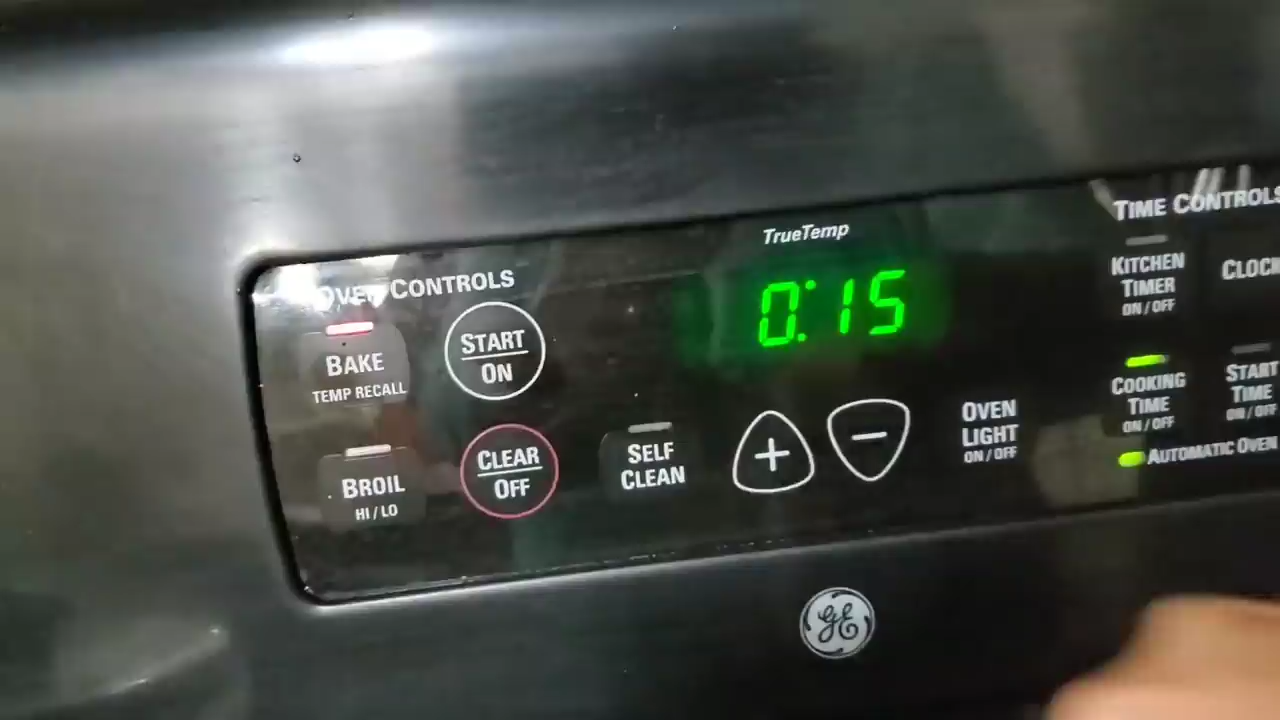 TrueTemp
OVEN CONTROLS
BAKE
TEMP RECALL
START
ON
BROIL
HI / LO
CLEAR
OFF
SELF
CLEAN
0:15
+
−
OVEN
LIGHT
ON / OFF
TIME CONTROLS
KITCHEN
TIMER
ON / OFF
CLOCK
COOKING
TIME
ON / OFF
START
TIME
ON / OFF
AUTOMATIC OVEN
GE